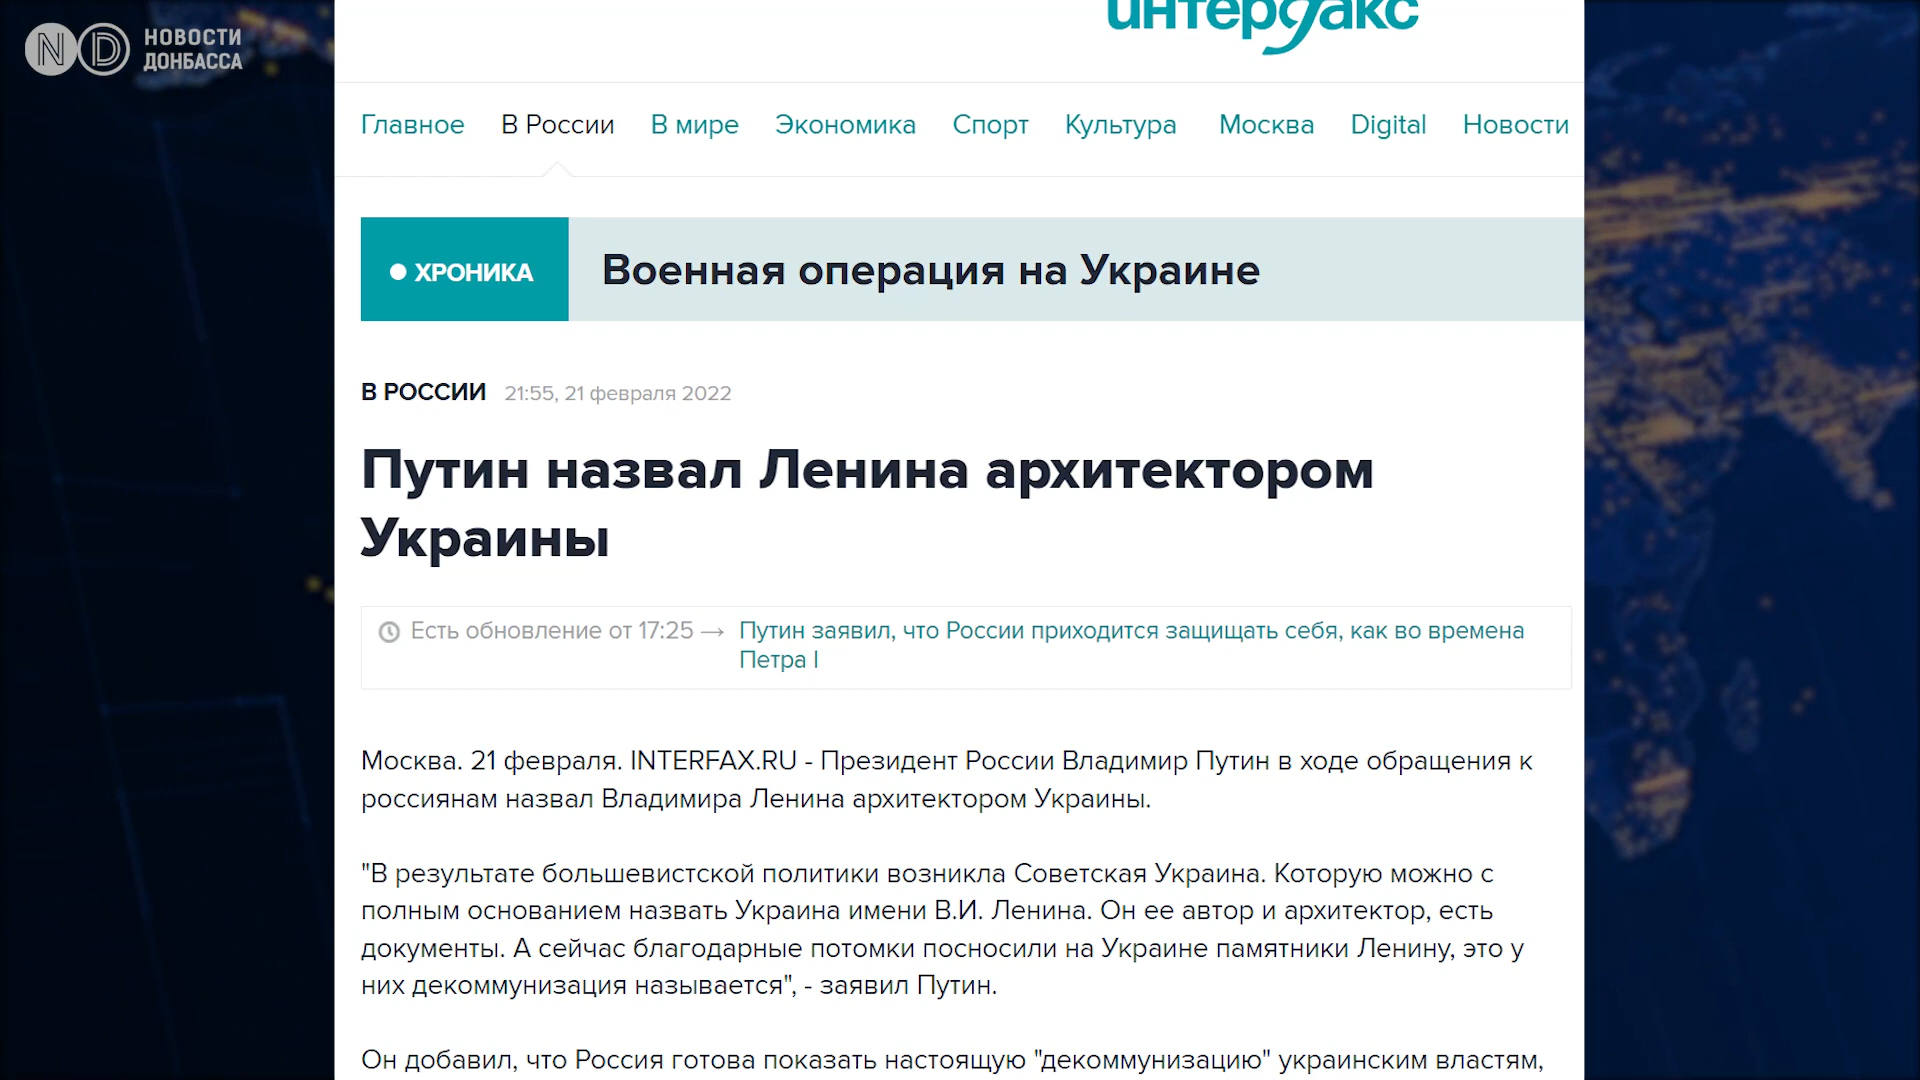 ND НОВОСТИ
ДОНБАССА
интерфакс
Главное В России В мире Экономика Спорт Культура Москва Digital Новости
ХРОНИКА Военная операция на Украине
В РОССИИ 21:55, 21 февраля 2022
Путин назвал Ленина архитектором
Украины
Есть обновление от 17:25 → Путин заявил, что России приходится защищать себя, как во времена
Петра I
Москва. 21 февраля. INTERFAX.RU - Президент России Владимир Путин в ходе обращения к
россиянам назвал Владимира Ленина архитектором Украины.
"В результате большевистской политики возникла Советская Украина. Которую можно с
полным основанием назвать Украина имени В.И. Ленина. Он ее автор и архитектор, есть
документы. А сейчас благодарные потомки посносили на Украине памятники Ленину, это у
них декоммунизация называется", - заявил Путин.
Он добавил, что Россия готова показать настоящую "декоммунизацию" украинским властям,